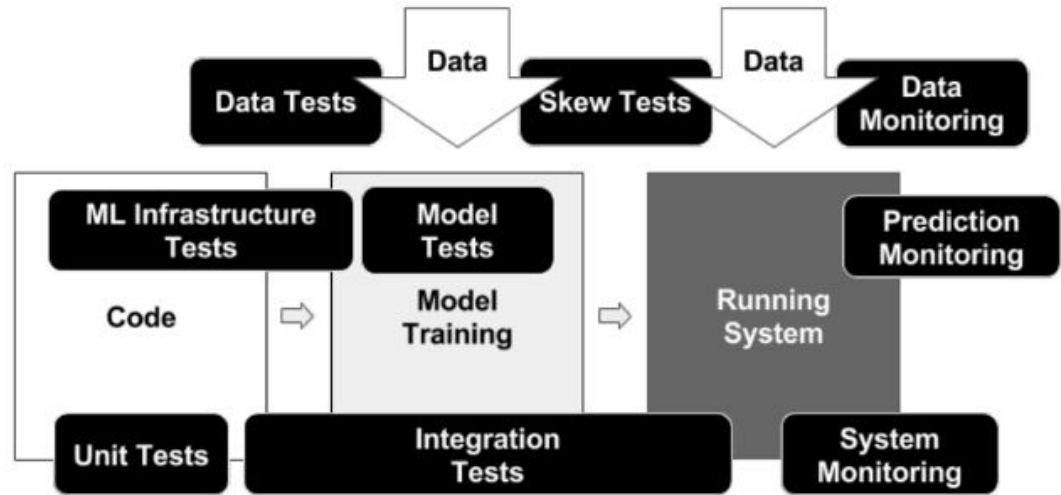 Data
Data
Data Tests
Skew Tests
Data
Monitoring
ML Infrastructure
Tests
Model
Tests
Prediction
Monitoring
Code
Model
Training
Running
System
Unit Tests
Integration
Tests
System
Monitoring